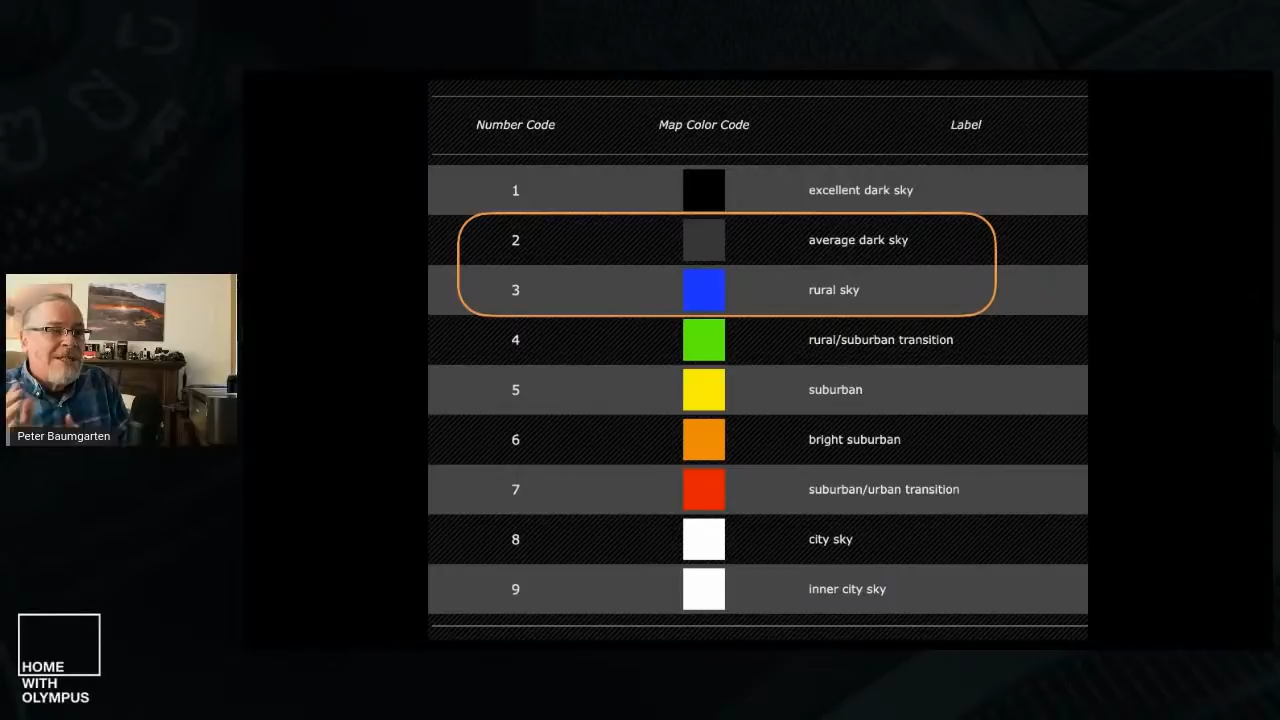 Number Code Map Color Code Label
1 excellent dark sky
2 average dark sky
3 rural sky
4 rural/suburban transition
5 suburban
6 bright suburban
7 suburban/urban transition
8 city sky
9 inner city sky
Peter Baumgarten
HOME
WITH
OLYMPUS